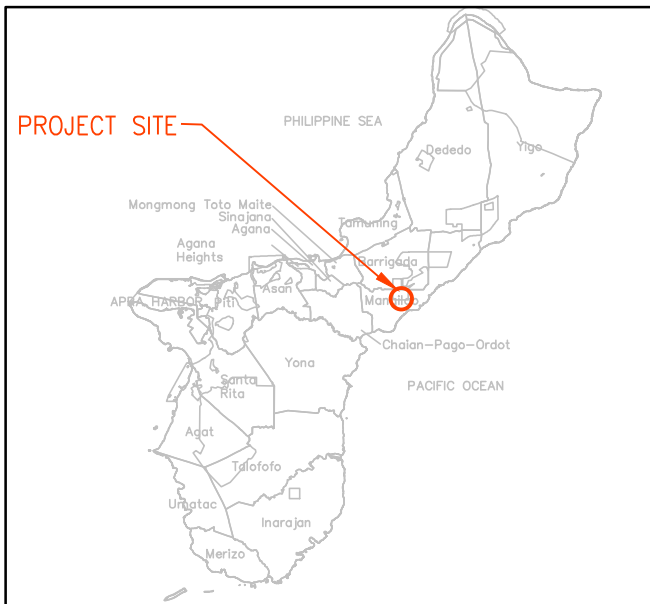 PROJECT SITE
PHILIPPINE SEA
Dededo
Yigo
Mongmong Toto Maite
Sinajana
Agana
Tamuning
Agana
Heights
Barrigada
Asan
APRA HARBOR
Piti
Mangilao
Chalan-Pago-Ordot
Yona
PACIFIC OCEAN
Santa
Rita
Agat
Talofofo
Umatac
Inarajan
Merizo